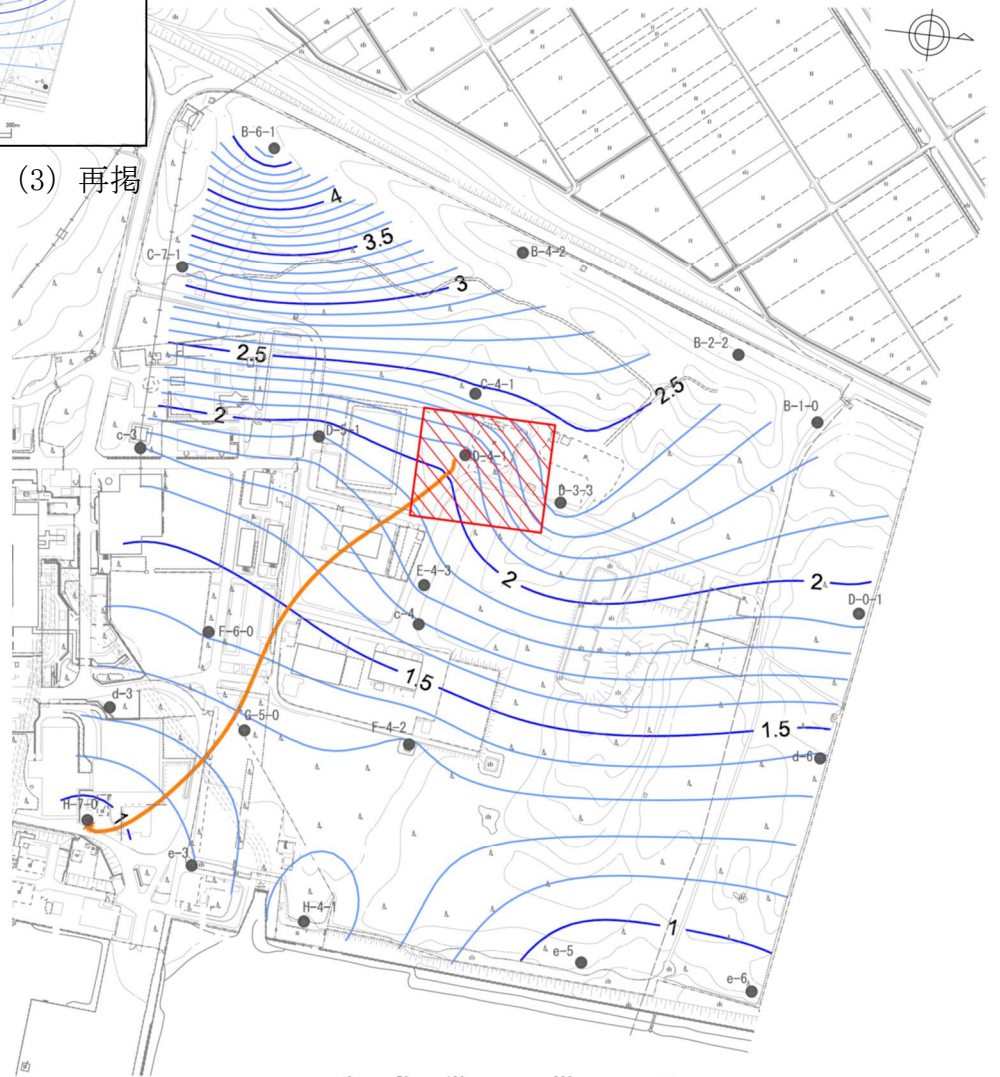 300m
(3) 再掲
B-6-1
4
3.5
C-7-1
B-4-2
3
B-2-2
2.5
C-4-1
2.5
B-1-0
2
D-5-1
c-3
D-4-1
D-3-3
E-4-3
2
2
D-0-1
c-4
F-6-0
1.5
d-3
G-5-0
F-4-2
1.5
d-6
H-7-0
1
e-3
H-4-1
1
e-5
e-6